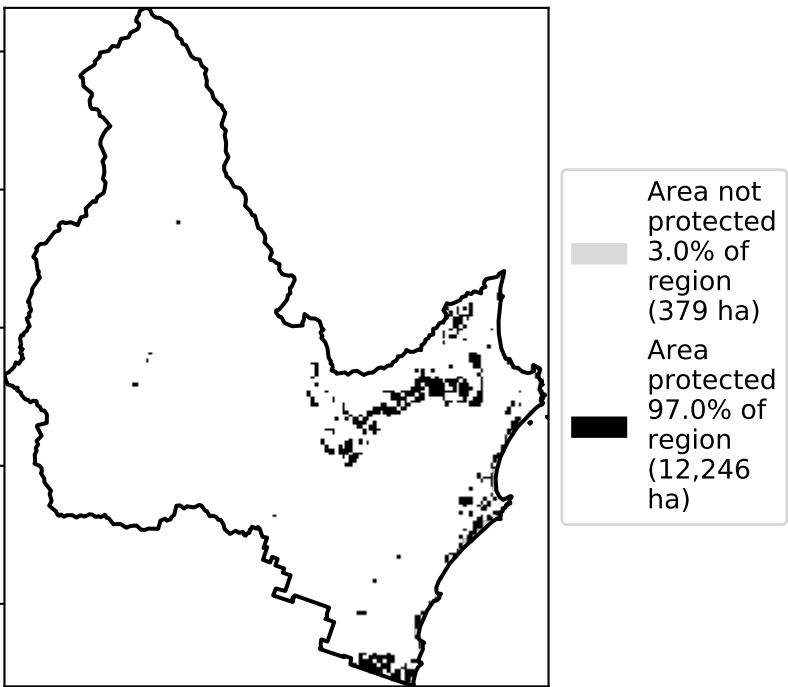 Area not
protected
3.0% of
region
(379 ha)
Area
protected
97.0% of
region
(12,246
ha)